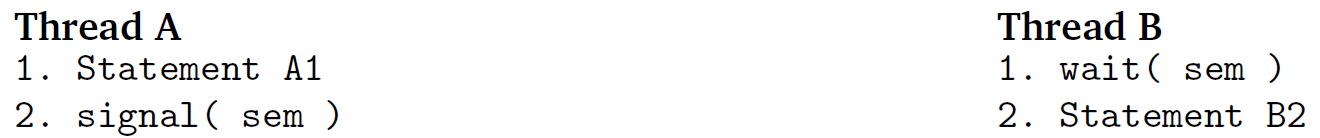 Thread A
1. Statement A1
2. signal( sem )
Thread B
1. wait( sem )
2. Statement B2